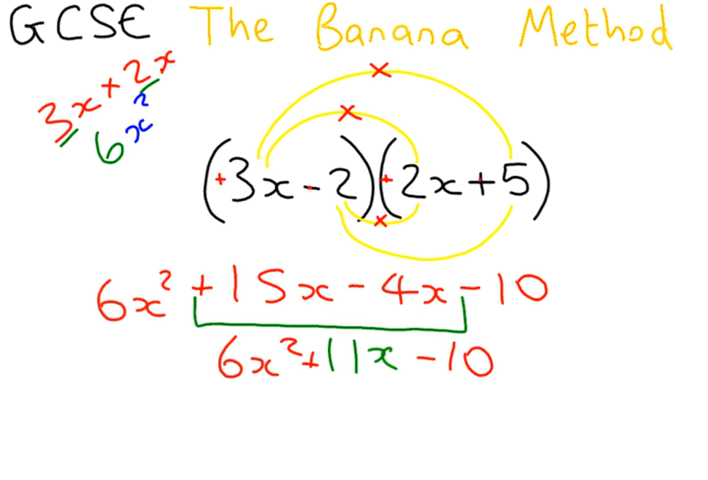 GCSE The Banana Method
3x+2x
6x²
(+3x-2)(+2x+5)
6x²+15x-4x-10
6x²+11x-10